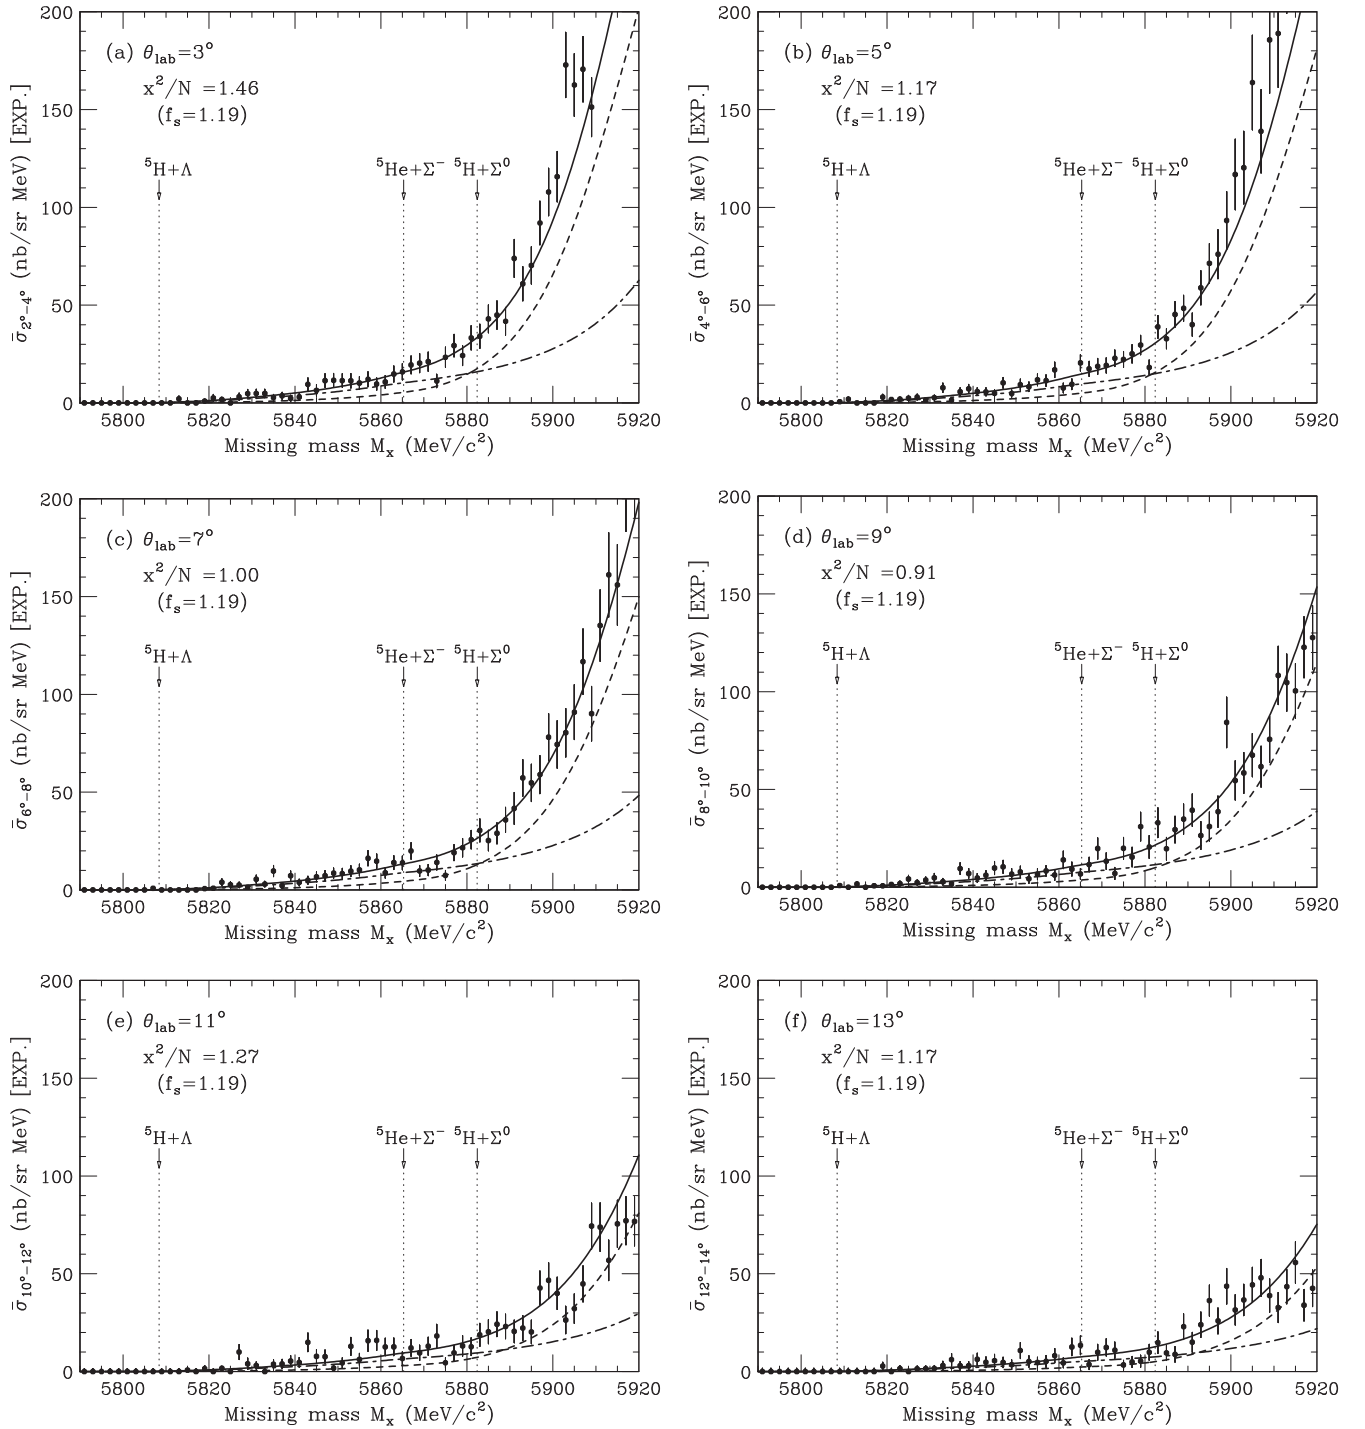 (a) θlab=3°
x²/N =1.46
(fs=1.19)
⁵H+Λ
⁵He+Σ⁻ ⁵H+Σ⁰
200
150
100
50
0
5800 5820 5840 5860 5880 5900 5920
Missing mass Mx (MeV/c²)
σ̄2°−4° (nb/sr MeV) [EXP.]
(b) θlab=5°
x²/N =1.17
(fs=1.19)
⁵H+Λ
⁵He+Σ⁻ ⁵H+Σ⁰
200
150
100
50
0
5800 5820 5840 5860 5880 5900 5920
Missing mass Mx (MeV/c²)
σ̄4°−6° (nb/sr MeV) [EXP.]
(c) θlab=7°
x²/N =1.00
(fs=1.19)
⁵H+Λ
⁵He+Σ⁻ ⁵H+Σ⁰
200
150
100
50
0
5800 5820 5840 5860 5880 5900 5920
Missing mass Mx (MeV/c²)
σ̄6°−8° (nb/sr MeV) [EXP.]
(d) θlab=9°
x²/N =0.91
(fs=1.19)
⁵H+Λ
⁵He+Σ⁻ ⁵H+Σ⁰
200
150
100
50
0
5800 5820 5840 5860 5880 5900 5920
Missing mass Mx (MeV/c²)
σ̄8°−10° (nb/sr MeV) [EXP.]
(e) θlab=11°
x²/N =1.27
(fs=1.19)
⁵H+Λ
⁵He+Σ⁻ ⁵H+Σ⁰
200
150
100
50
0
5800 5820 5840 5860 5880 5900 5920
Missing mass Mx (MeV/c²)
σ̄10°−12° (nb/sr MeV) [EXP.]
(f) θlab=13°
x²/N =1.17
(fs=1.19)
⁵H+Λ
⁵He+Σ⁻ ⁵H+Σ⁰
200
150
100
50
0
5800 5820 5840 5860 5880 5900 5920
Missing mass Mx (MeV/c²)
σ̄12°−14° (nb/sr MeV) [EXP.]